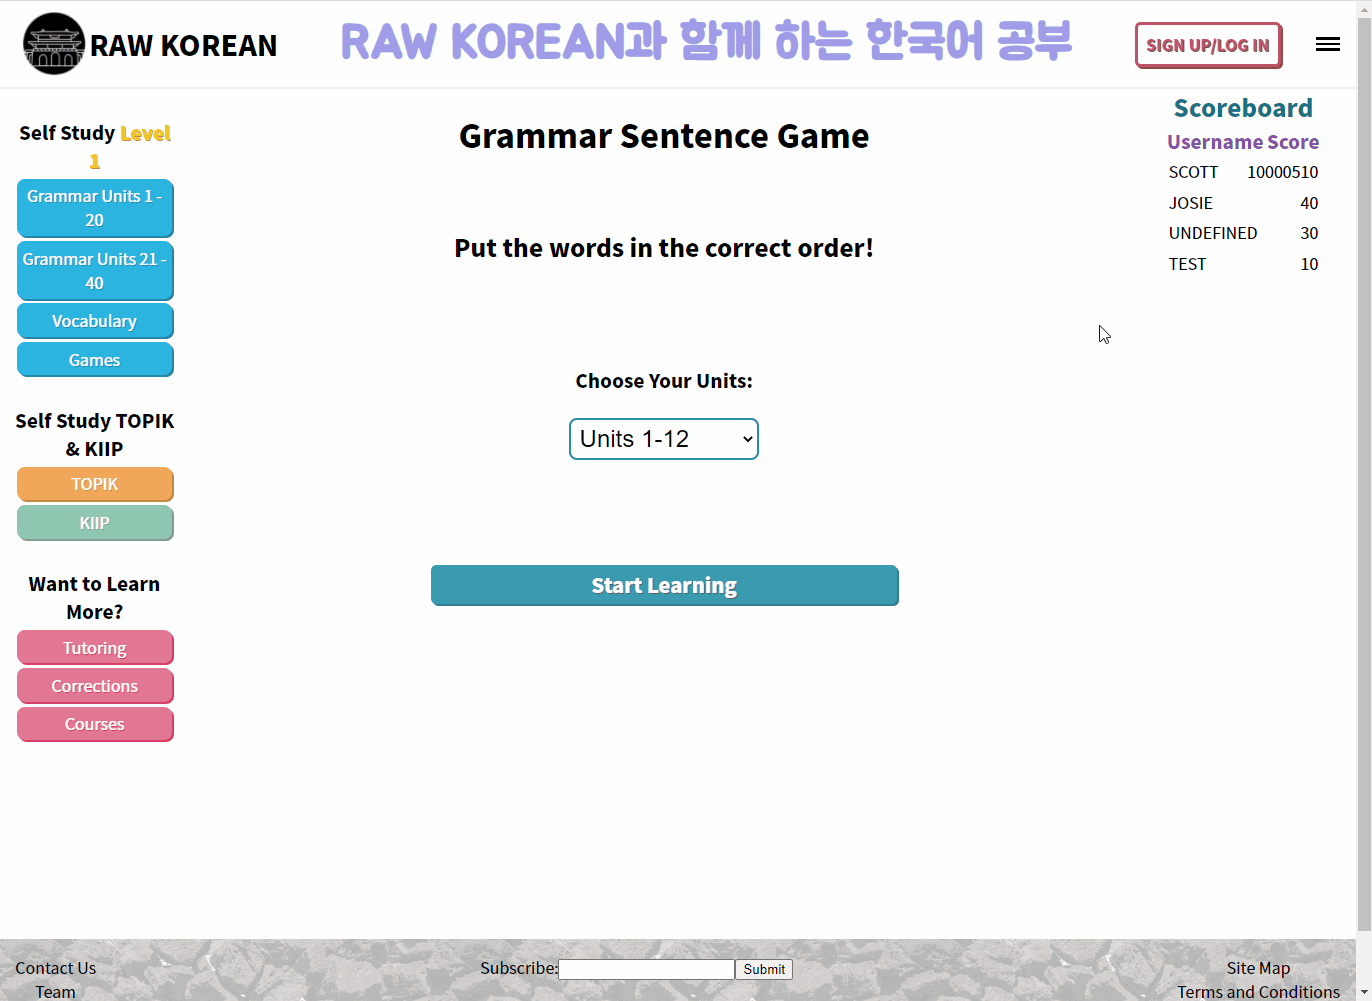 RAW KOREAN
RAW KOREAN과 함께 하는 한국어 공부
SIGN UP/LOG IN
Self Study Level
1
Grammar Units 1 -
20
Grammar Units 21 -
40
Vocabulary
Games
Self Study TOPIK
& KIIP
TOPIK
KIIP
Want to Learn
More?
Tutoring
Corrections
Courses
Grammar Sentence Game
Put the words in the correct order!
Choose Your Units:
Units 1-12
Start Learning
Scoreboard
Username Score
SCOTT 10000510
JOSIE 40
UNDEFINED 30
TEST 10
Contact Us
Team
Subscribe:
Submit
Site Map
Terms and Conditions